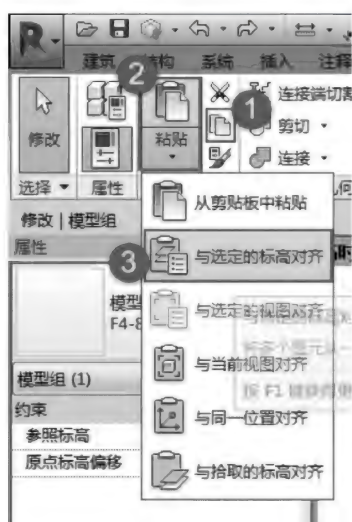 建筑 结构 系统 插入 注释
2
1
连接端切割
修改
粘贴
剪切
连接
选择 属性
从剪贴板中粘贴
修改 | 模型组
属性
3
与选定的标高对齐
与选定的视图对齐
模型
F4-8
与当前视图对齐
模型组 (1)
约束
与同一位置对齐
参照标高
原点标高偏移
与拾取的标高对齐